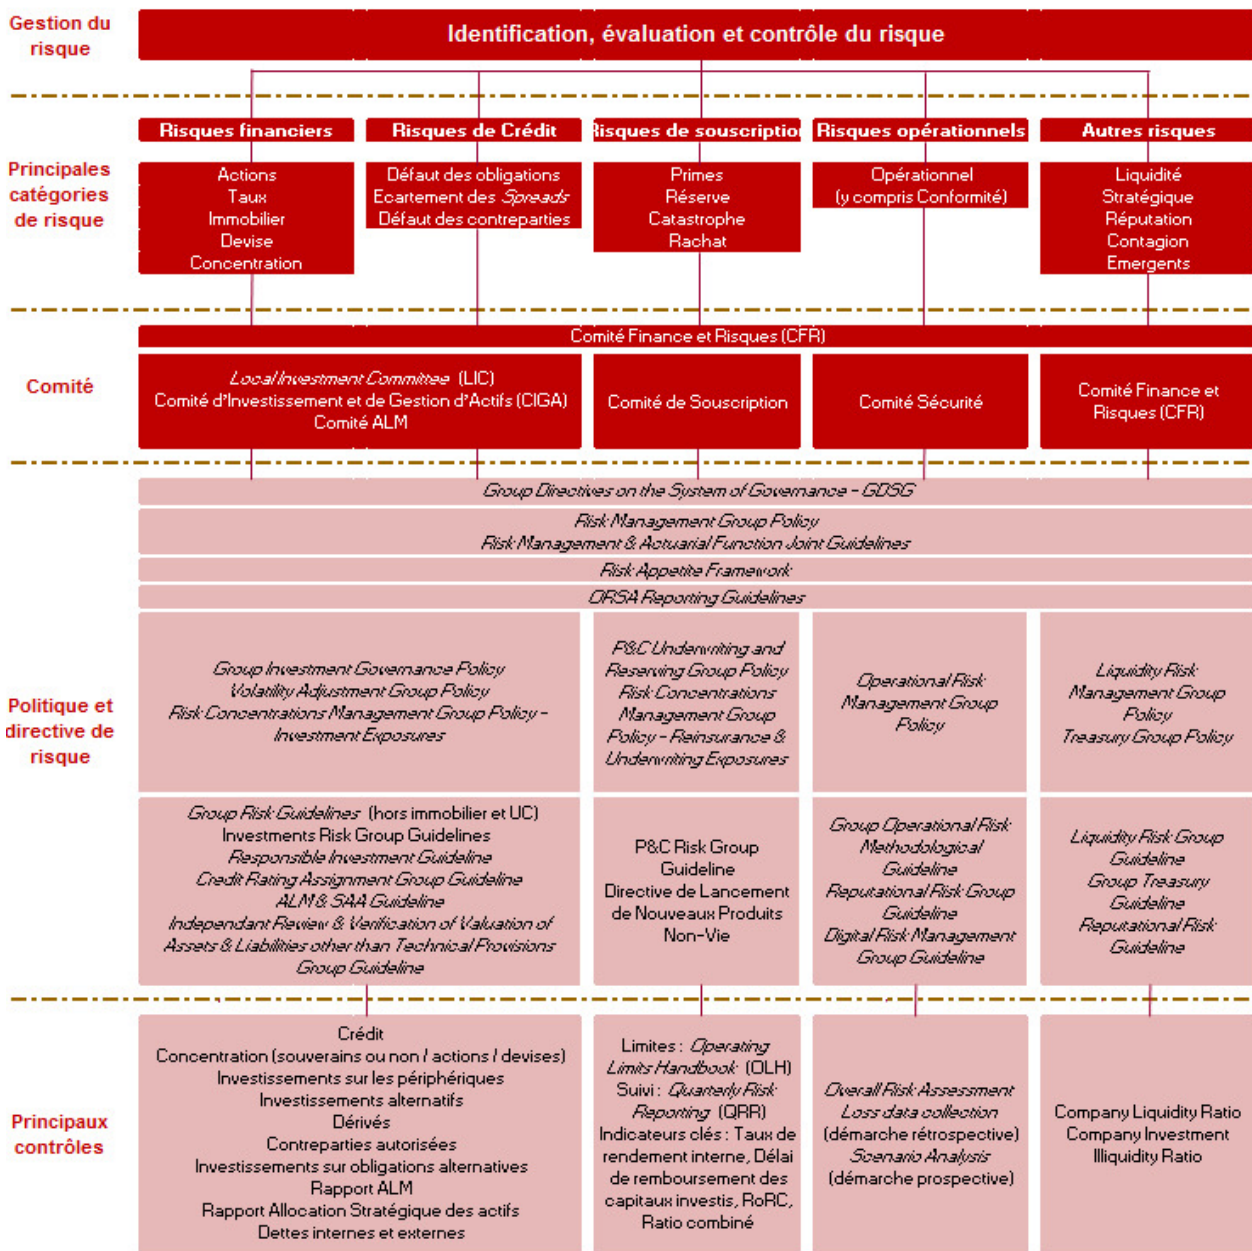 Gestion du
risque
Identification, évaluation et contrôle du risque
Principales
catégories
de risque
Risques financiers
Actions
Taux
Immobilier
Devise
Concentration
Risques de Crédit
Défaut des obligations
Ecartement des Spreads
Défaut des contreparties
Risques de souscription
Primes
Réserve
Catastrophe
Rachat
Risques opérationnels
Opérationnel
(y compris Conformité)
Autres risques
Liquidité
Stratégique
Réputation
Contagion
Emergents
Comité
Comité Finance et Risques (CFR)
Local Investment Committee (LIC)
Comité d'Investissement et de Gestion d'Actifs (CIGA)
Comité ALM
Comité de Souscription
Comité Sécurité
Comité Finance et
Risques (CFR)
Politique et
directive de
risque
Group Directives on the System of Governance - GDSG
Risk Management Group Policy
Risk Management & Actuarial Function Joint Guidelines
Risk Appetite Framework
ORSA Reporting Guidelines
Group Investment Governance Policy
Volatility Adjustment Group Policy
Risk Concentrations Management Group Policy -
Investment Exposures
P&C Underwriting and
Reserving Group Policy
Risk Concentrations
Management Group
Policy - Reinsurance &
Underwriting Exposures
Operational Risk
Management Group
Policy
Liquidity Risk
Management Group
Policy
Treasury Group Policy
Group Risk Guidelines (hors immobilier et UC)
Investments Risk Group Guidelines
Responsible Investment Guideline
Credit Rating Assignment Group Guideline
ALM & SAA Guideline
Independant Review & Verification of Valuation of
Assets & Liabilities other than Technical Provisions
Group Guideline
P&C Risk Group
Guideline
Directive de Lancement
de Nouveaux Produits
Non-Vie
Group Operational Risk
Methodological
Guideline
Reputational Risk Group
Guideline
Digital Risk Management
Group Guideline
Liquidity Risk Group
Guideline
Group Treasury
Guideline
Reputational Risk
Guideline
Principaux
contrôles
Crédit
Concentration (souverains ou non / actions / devises)
Investissements sur les périphériques
Investissements alternatifs
Dérivés
Contreparties autorisées
Investissements sur obligations alternatives
Rapport ALM
Rapport Allocation Stratégique des actifs
Dettes internes et externes
Limites : Operating
Limits Handbook (OLH)
Suivi : Quarterly Risk
Reporting (QRR)
Indicateurs clés : Taux de
rendement interne, Délai
de remboursement des
capitaux investis, RoRC,
Ratio combiné
Overall Risk Assessment
Loss data collection
(démarche rétrospective)
Scenario Analysis
(démarche prospective)
Company Liquidity Ratio
Company Investment
Illiquidity Ratio